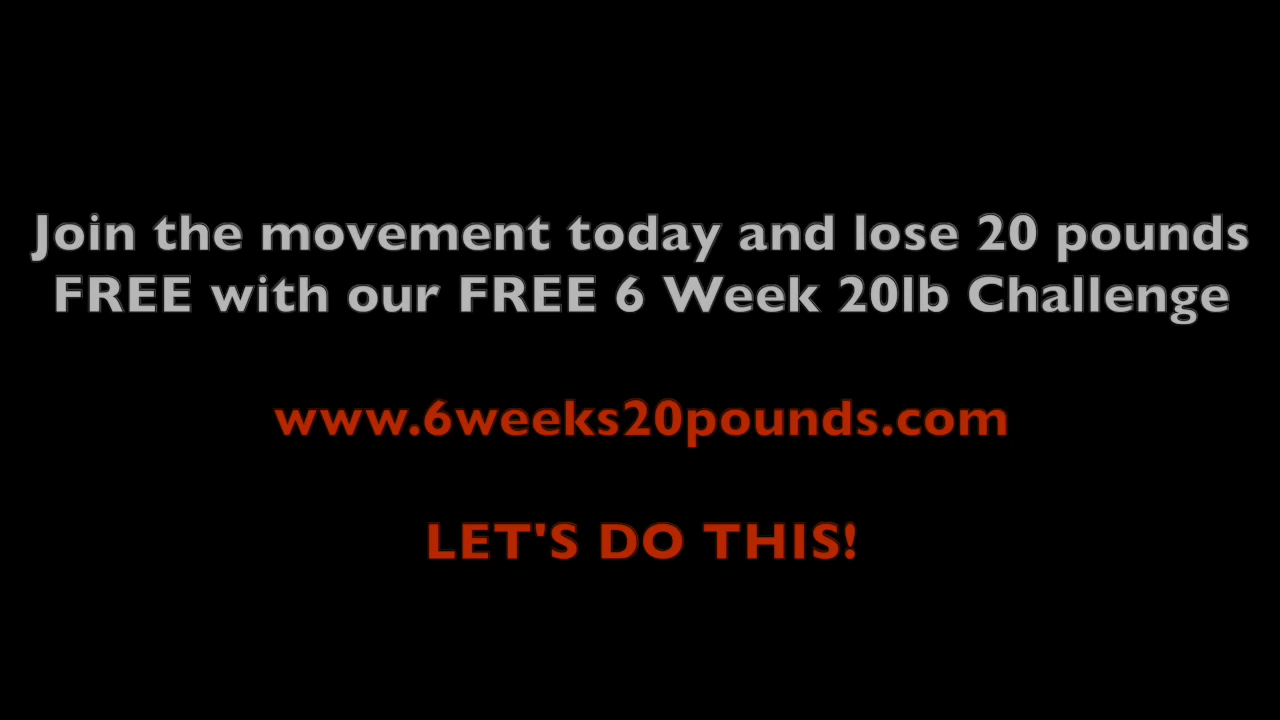 Join the movement today and lose 20 pounds
FREE with our FREE 6 Week 20lb Challenge
www.6weeks20pounds.com
LET'S DO THIS!